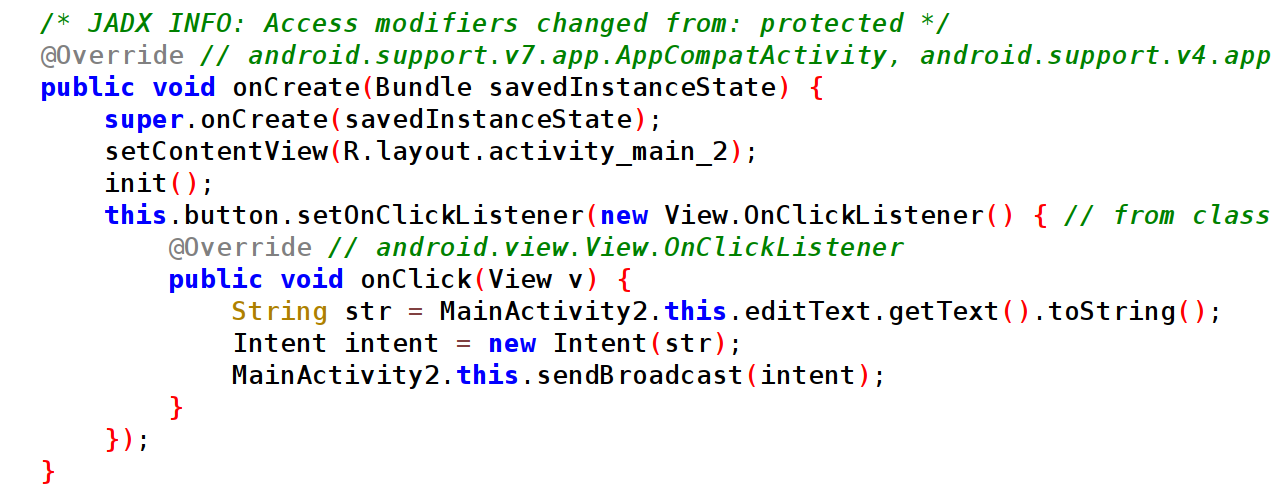 /* JADX INFO: Access modifiers changed from: protected */
@Override // android.support.v7.app.AppCompatActivity, android.support.v4.app
public void onCreate(Bundle savedInstanceState) {
super.onCreate(savedInstanceState);
setContentView(R.layout.activity_main_2);
init();
this.button.setOnClickListener(new View.OnClickListener() { // from class
@Override // android.view.View.OnClickListener
public void onClick(View v) {
String str = MainActivity2.this.editText.getText().toString();
Intent intent = new Intent(str);
MainActivity2.this.sendBroadcast(intent);
}
});
}